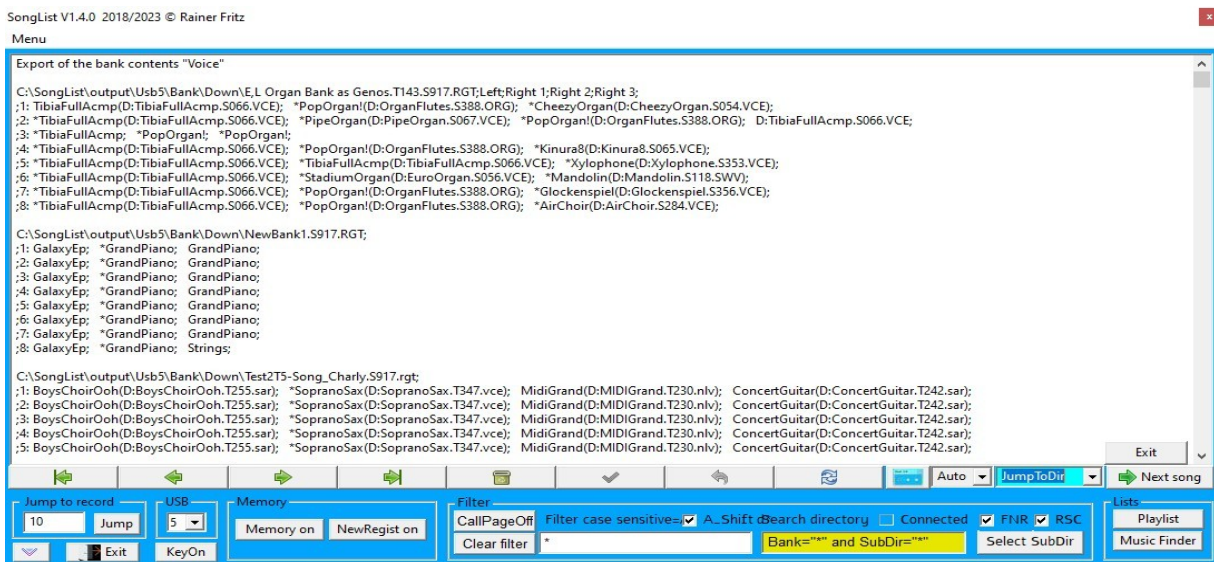 SongList V1.4.0 2018/2023 © Rainer Fritz
x
Menu
Export of the bank contents "Voice"
C:\SongList\output\Usb5\Bank\Down\E,L Organ Bank as Genos.T143.S917.RGT;Left;Right 1;Right 2;Right 3;
;1: TibiaFullAcmp(D:TibiaFullAcmp.S066.VCE); *PopOrgan!(D:OrganFlutes.S388.ORG); *CheezyOrgan(D:CheezyOrgan.S054.VCE);
;2: *TibiaFullAcmp(D:TibiaFullAcmp.S066.VCE); *PipeOrgan(D:PipeOrgan.S067.VCE); *PopOrgan!(D:OrganFlutes.S388.ORG); D:TibiaFullAcmp.S066.VCE;
;3: *TibiaFullAcmp; *PopOrgan!; *PopOrgan!;
;4: *TibiaFullAcmp(D:TibiaFullAcmp.S066.VCE); *PopOrgan!(D:OrganFlutes.S388.ORG); *Kinura8(D:Kinura8.S065.VCE);
;5: *TibiaFullAcmp(D:TibiaFullAcmp.S066.VCE); *TibiaFullAcmp(D:TibiaFullAcmp.S066.VCE); *Xylophone(D:Xylophone.S353.VCE);
;6: *TibiaFullAcmp(D:TibiaFullAcmp.S066.VCE); *StadiumOrgan(D:EuroOrgan.S056.VCE); *Mandolin(D:Mandolin.S118.SWV);
;7: *TibiaFullAcmp(D:TibiaFullAcmp.S066.VCE); *PopOrgan!(D:OrganFlutes.S388.ORG); *Glockenspiel(D:Glockenspiel.S356.VCE);
;8: *TibiaFullAcmp(D:TibiaFullAcmp.S066.VCE); *PopOrgan!(D:OrganFlutes.S388.ORG); *AirChoir(D:AirChoir.S284.VCE);
C:\SongList\output\Usb5\Bank\Down\NewBank1.S917.RGT;
;1: GalaxyEp; *GrandPiano; GrandPiano;
;2: GalaxyEp; *GrandPiano; GrandPiano;
;3: GalaxyEp; *GrandPiano; GrandPiano;
;4: GalaxyEp; *GrandPiano; GrandPiano;
;5: GalaxyEp; *GrandPiano; GrandPiano;
;6: GalaxyEp; *GrandPiano; GrandPiano;
;7: GalaxyEp; *GrandPiano; GrandPiano;
;8: GalaxyEp; *GrandPiano; Strings;
C:\SongList\output\Usb5\Bank\Down\Test2T5-Song_Charly.S917.rgt;
;1: BoysChoirOoh(D:BoysChoirOoh.T255.sar); *SopranoSax(D:SopranoSax.T347.vce); MidiGrand(D:MIDIGrand.T230.nlv); ConcertGuitar(D:ConcertGuitar.T242.sar);
;2: BoysChoirOoh(D:BoysChoirOoh.T255.sar); *SopranoSax(D:SopranoSax.T347.vce); MidiGrand(D:MIDIGrand.T230.nlv); ConcertGuitar(D:ConcertGuitar.T242.sar);
;3: BoysChoirOoh(D:BoysChoirOoh.T255.sar); *SopranoSax(D:SopranoSax.T347.vce); MidiGrand(D:MIDIGrand.T230.nlv); ConcertGuitar(D:ConcertGuitar.T242.sar);
;4: BoysChoirOoh(D:BoysChoirOoh.T255.sar); *SopranoSax(D:SopranoSax.T347.vce); MidiGrand(D:MIDIGrand.T230.nlv); ConcertGuitar(D:ConcertGuitar.T242.sar);
;5: BoysChoirOoh(D:BoysChoirOoh.T255.sar); *SopranoSax(D:SopranoSax.T347.vce); MidiGrand(D:MIDIGrand.T230.nlv); ConcertGuitar(D:ConcertGuitar.T242.sar);
Exit
Auto JumpToDir Next song
Jump to record USB Memory Filter Lists
10 Jump 5 Memory on NewRegist on CallPageOff Filter case sensitive= A_Shift Search directory Connected FNR RSC Playlist
Exit KeyOn Clear filter * Bank="*" and SubDir="*" Select SubDir Music Finder